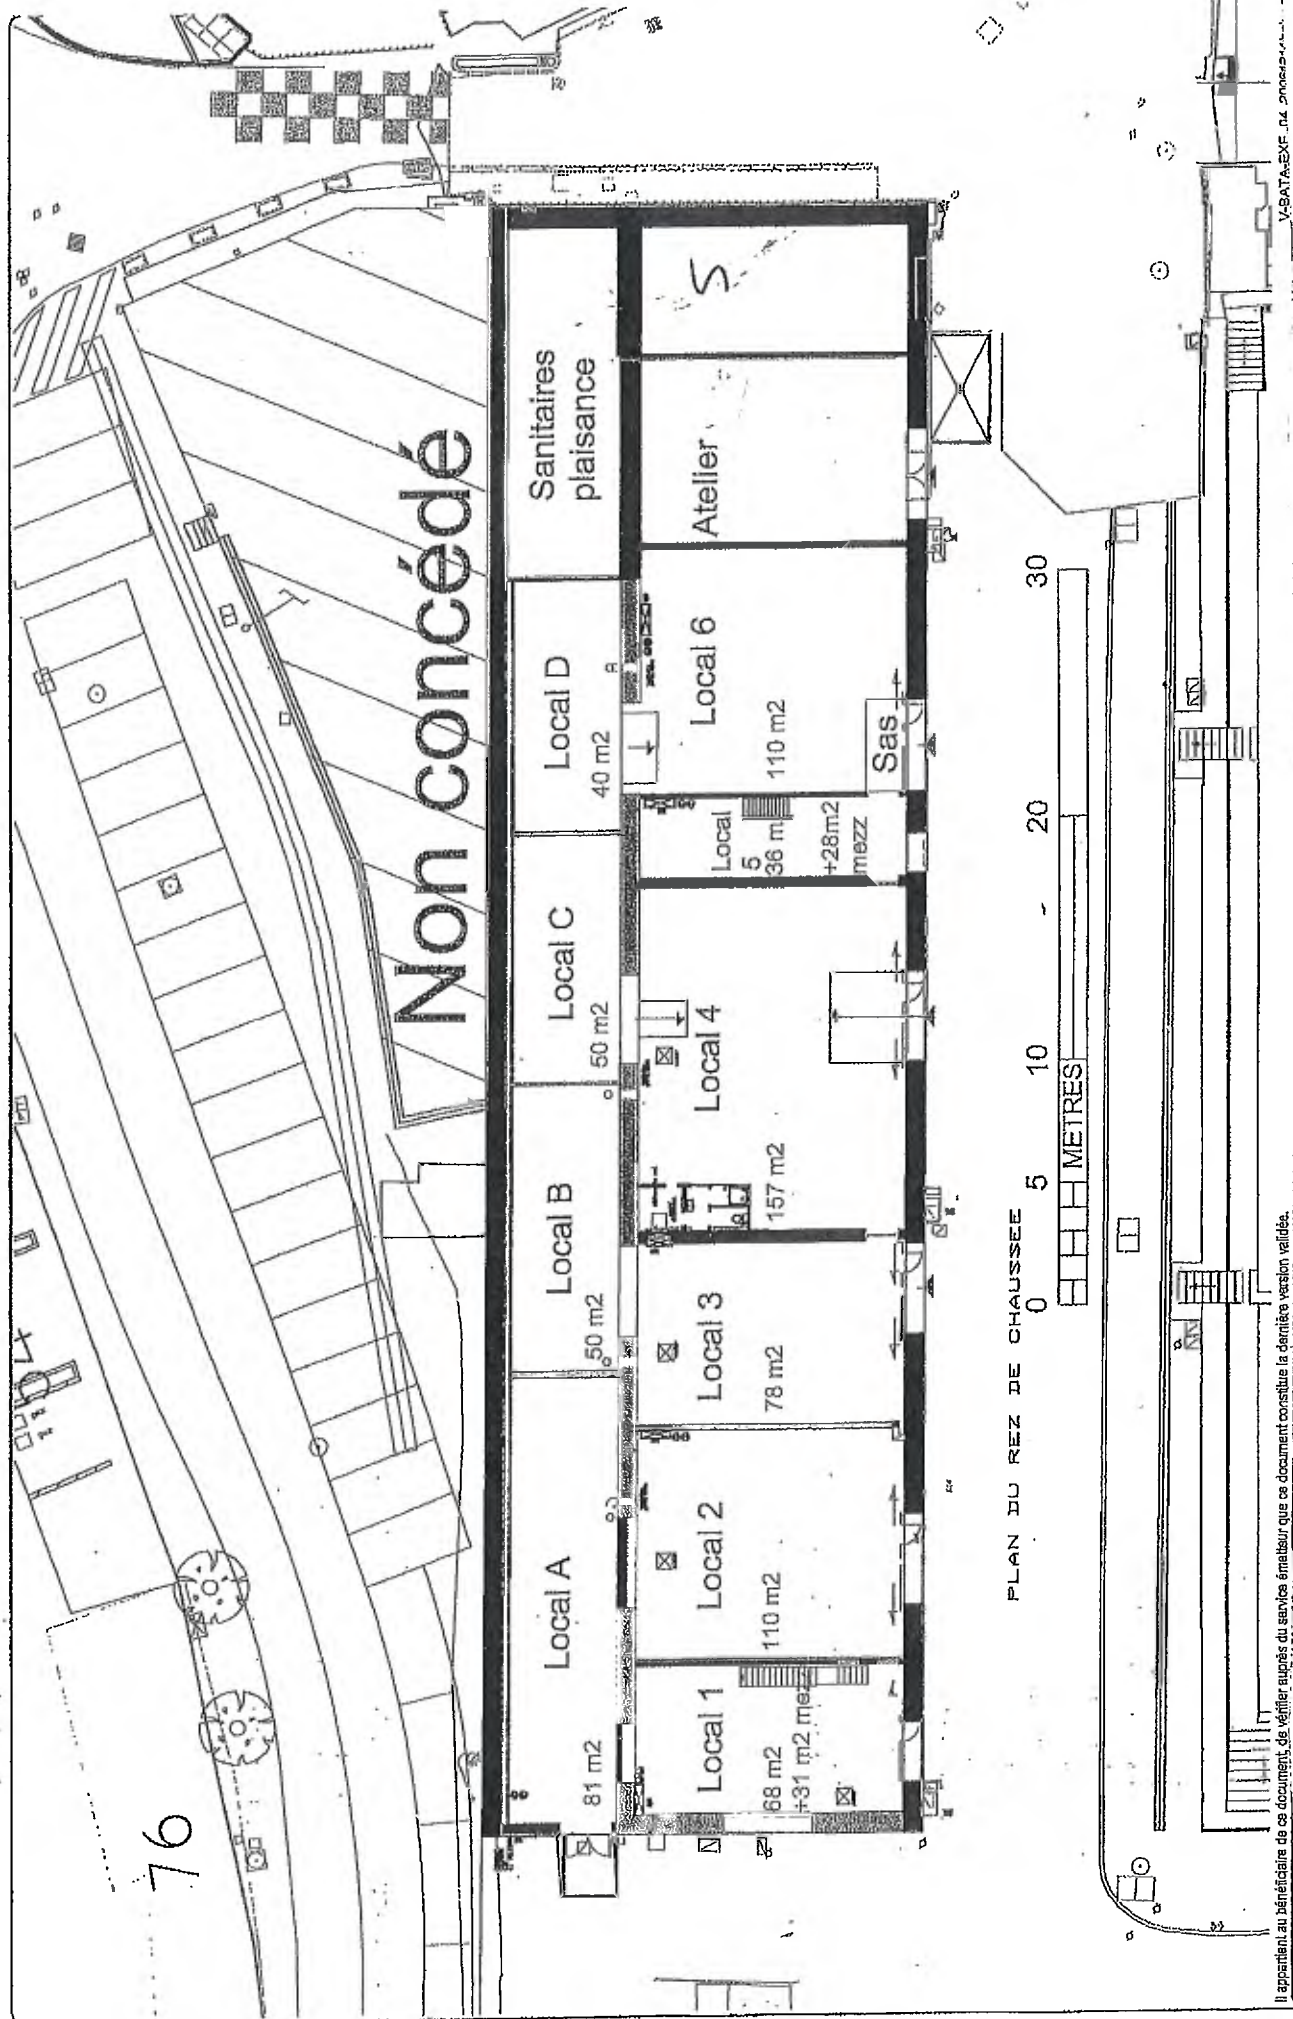 76
Non concédé
Local A
81 m2
Local B
50 m2
Local C
50 m2
Local D
40 m2
Sanitaires
plaisance
Local 1
68 m2
+31 m2
Local 2
110 m2
Local 3
78 m2
Local 4
157 m2
Local
5
36 m
+28m2
mezz
Local 6
110 m2
Sas
Atelier
S
PLAN DU REZ DE CHAUSSEE
0 5 10 20 30
METRES
Il appartient au bénéficiaire de ce document, de vérifier auprès du service émetteur que ce document constitue la dernière version validée.